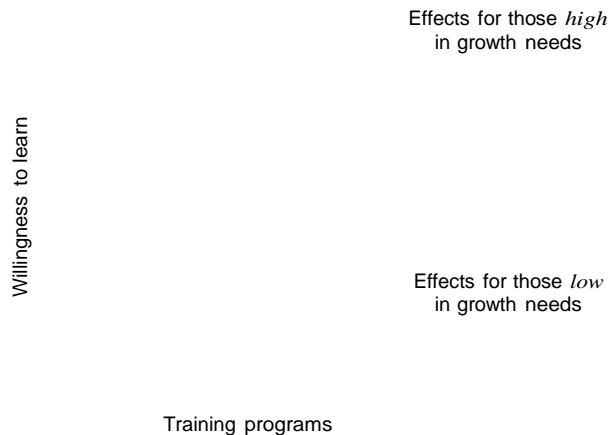 Effects for those high
in growth needs
Willingness to learn
Effects for those low
in growth needs
Training programs